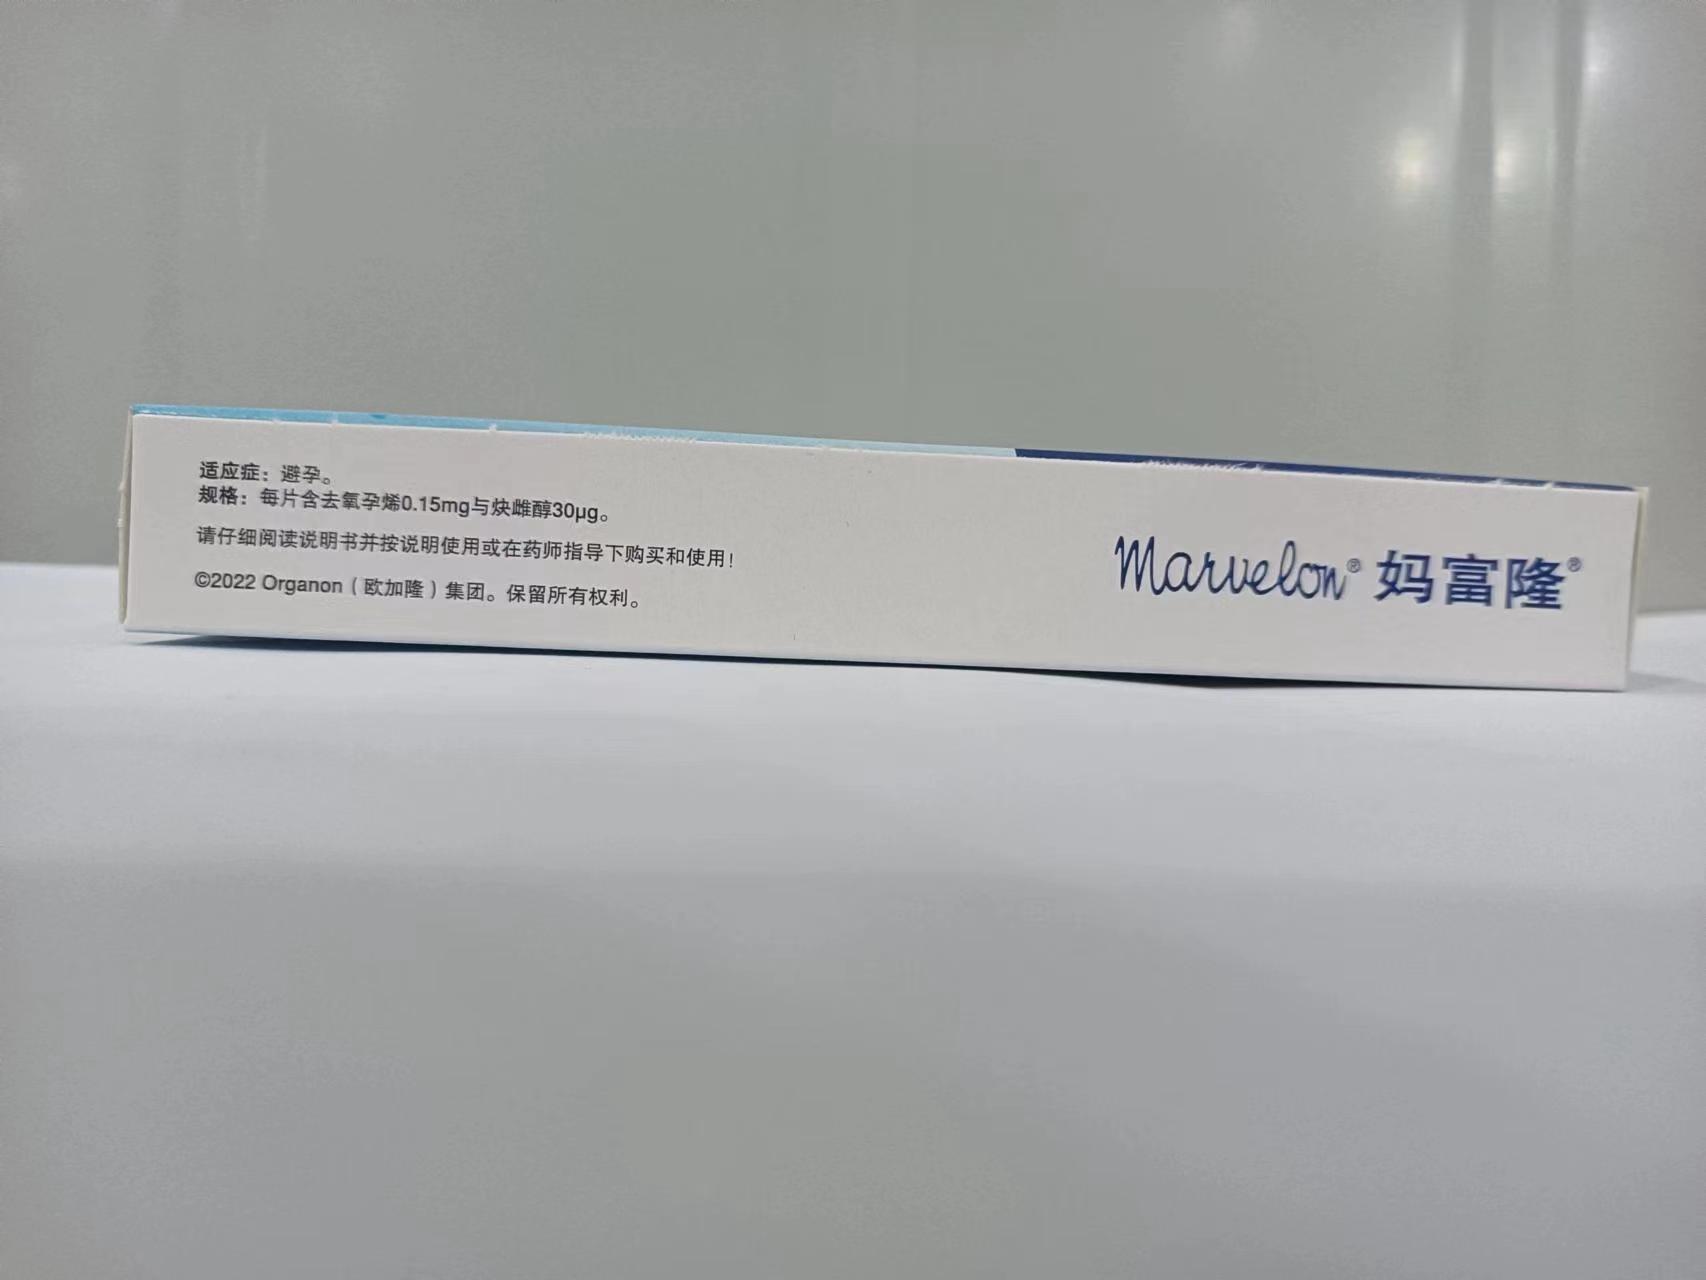 适应症：避孕。
规格：每片含去氧孕烯0.15mg与炔雌醇30μg。
请仔细阅读说明书并按说明使用或在药师指导下购买和使用！
©2022 Organon（欧加隆）集团。保留所有权利。
Marvelon® 妈富隆®